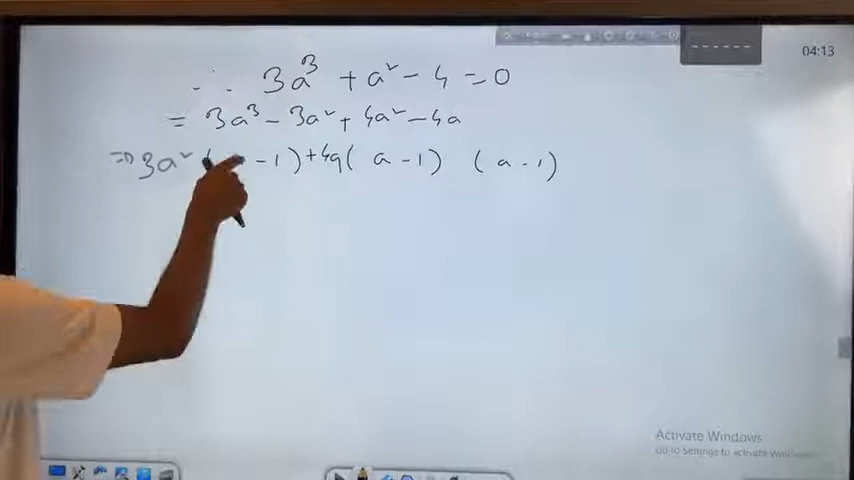 04:13
∴ 3a³ + a² - 4 = 0
= 3a³ - 3a² + 4a² - 4a
⇒ 3a² ( -1) + 4a( a - 1) ( a - 1)
Activate Windows
Go to Settings to activate Windows.